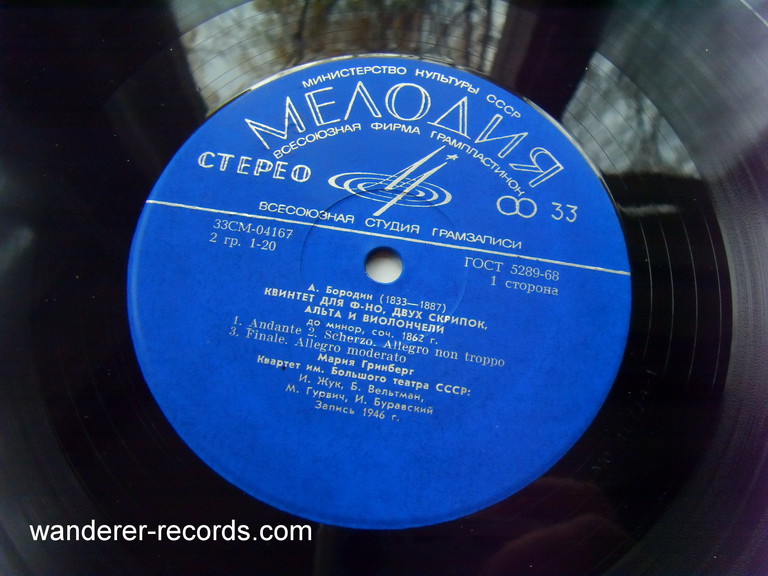 МИНИСТЕРСТВО КУЛЬТУРЫ СССР
МЕЛОДИЯ
ВСЕСОЮЗНАЯ ФИРМА ГРАМПЛАСТИНОК
СТЕРЕО
33
ВСЕСОЮЗНАЯ СТУДИЯ ГРАМЗАПИСИ
33СМ-04167
ГОСТ 5289-68
2 гр. 1-20
1 сторона
А. Бородин (1833—1887)
КВИНТЕТ ДЛЯ Ф-НО, ДВУХ СКРИПОК,
АЛЬТА И ВИОЛОНЧЕЛИ
до минор, соч. 1862 г.
1. Andante 2. Scherzo. Allegro non troppo
3. Finale. Allegro moderato
Мария Гринберг
Квартет им. Большого театра СССР:
И. Жук, Б. Вельтман,
М. Гурвич, И. Буравский
Запись 1946 г.
wanderer-records.com